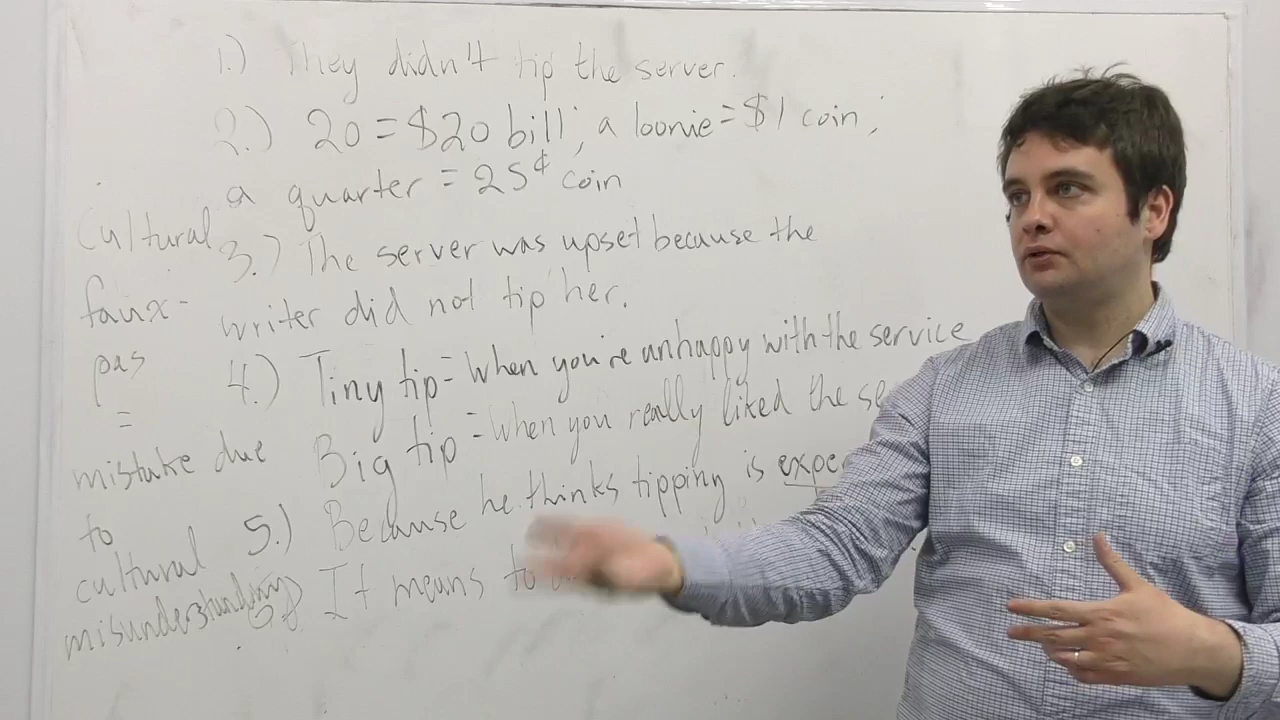 1.) They didn't tip the server.
2.) 20 = $20 bill; a loonie = $1 coin;
a quarter = 25¢ coin
3.) The server was upset because the
writer did not tip her.
4.) Tiny tip = when you're unhappy with the service
Big tip = when you really liked the
5.) Because he thinks tipping is
6.) It means to
Cultural
faux-
pas
=
mistake due
to
cultural
misunderstanding